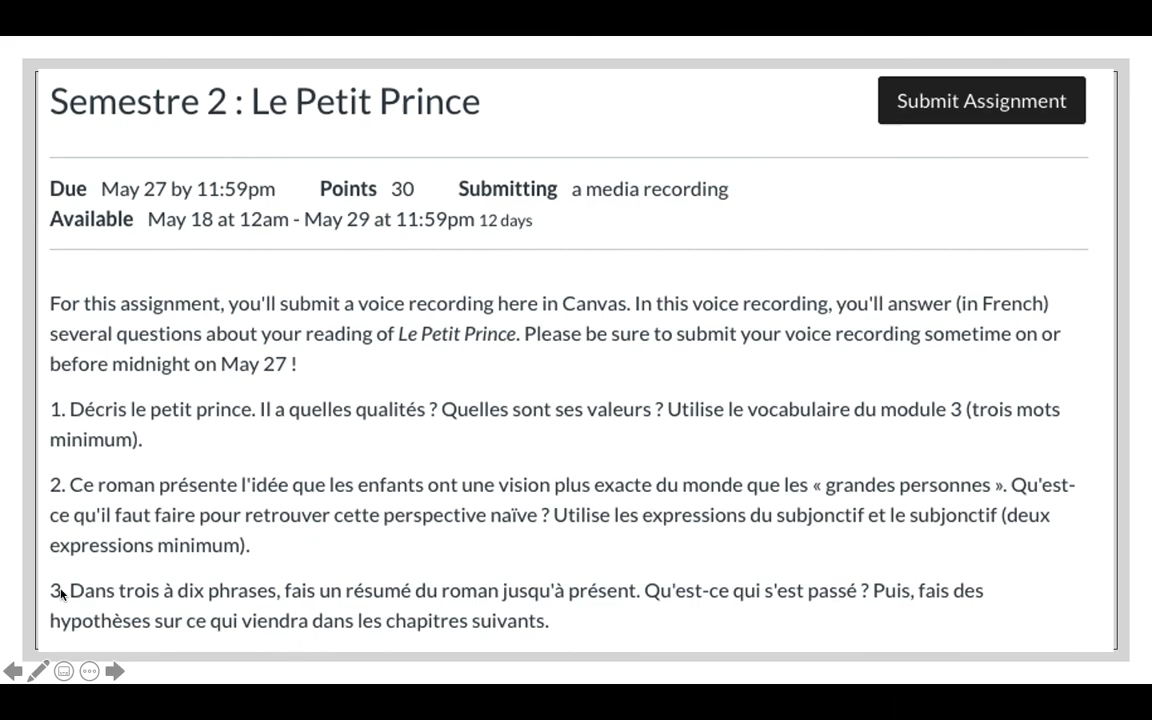 Semestre 2 : Le Petit Prince
Submit Assignment
Due May 27 by 11:59pm Points 30 Submitting a media recording
Available May 18 at 12am - May 29 at 11:59pm 12 days
For this assignment, you'll submit a voice recording here in Canvas. In this voice recording, you'll answer (in French)
several questions about your reading of Le Petit Prince. Please be sure to submit your voice recording sometime on or
before midnight on May 27 !
1. Décris le petit prince. Il a quelles qualités ? Quelles sont ses valeurs ? Utilise le vocabulaire du module 3 (trois mots
minimum).
2. Ce roman présente l'idée que les enfants ont une vision plus exacte du monde que les « grandes personnes ». Qu'est-
ce qu'il faut faire pour retrouver cette perspective naïve ? Utilise les expressions du subjonctif et le subjonctif (deux
expressions minimum).
3. Dans trois à dix phrases, fais un résumé du roman jusqu'à présent. Qu'est-ce qui s'est passé ? Puis, fais des
hypothèses sur ce qui viendra dans les chapitres suivants.